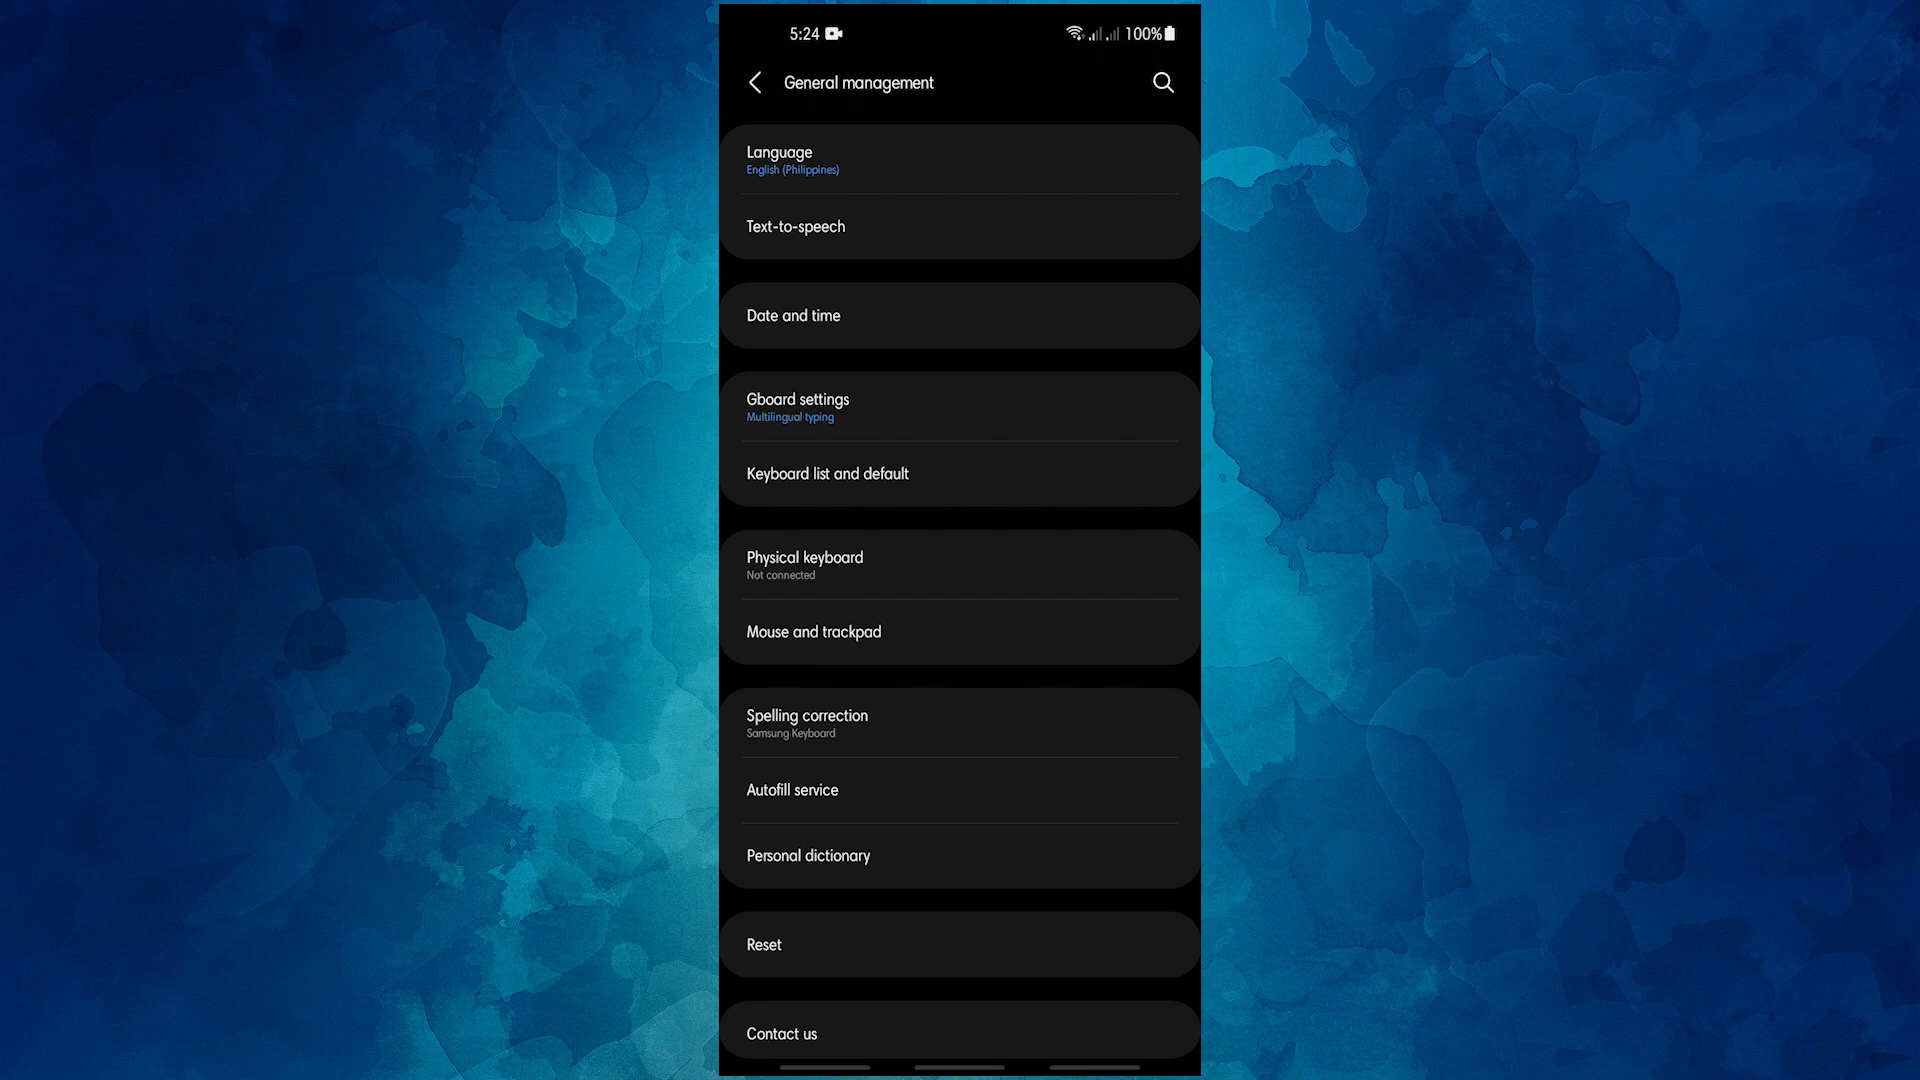 5:24 100%
General management
Language
English (Philippines)
Text-to-speech
Date and time
Gboard settings
Multilingual typing
Keyboard list and default
Physical keyboard
Not connected
Mouse and trackpad
Spelling correction
Samsung Keyboard
Autofill service
Personal dictionary
Reset
Contact us